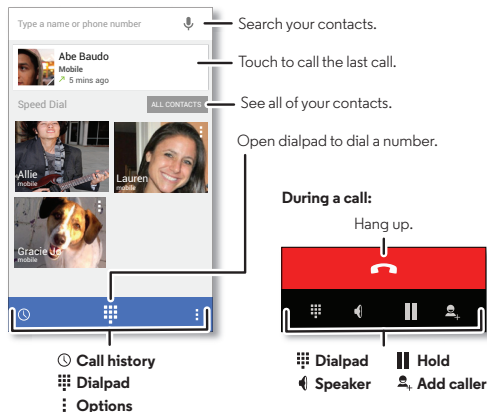 Type a name or phone number
Search your contacts.
Abe Baudo
Mobile
5 mins ago
Touch to call the last call.
Speed Dial
ALL CONTACTS
See all of your contacts.
Open dialpad to dial a number.
Allie
mobile
Lauren
mobile
Gracie Jo
mobile
During a call:
Hang up.
Call history
Dialpad
Options
Dialpad
Hold
Speaker
Add caller